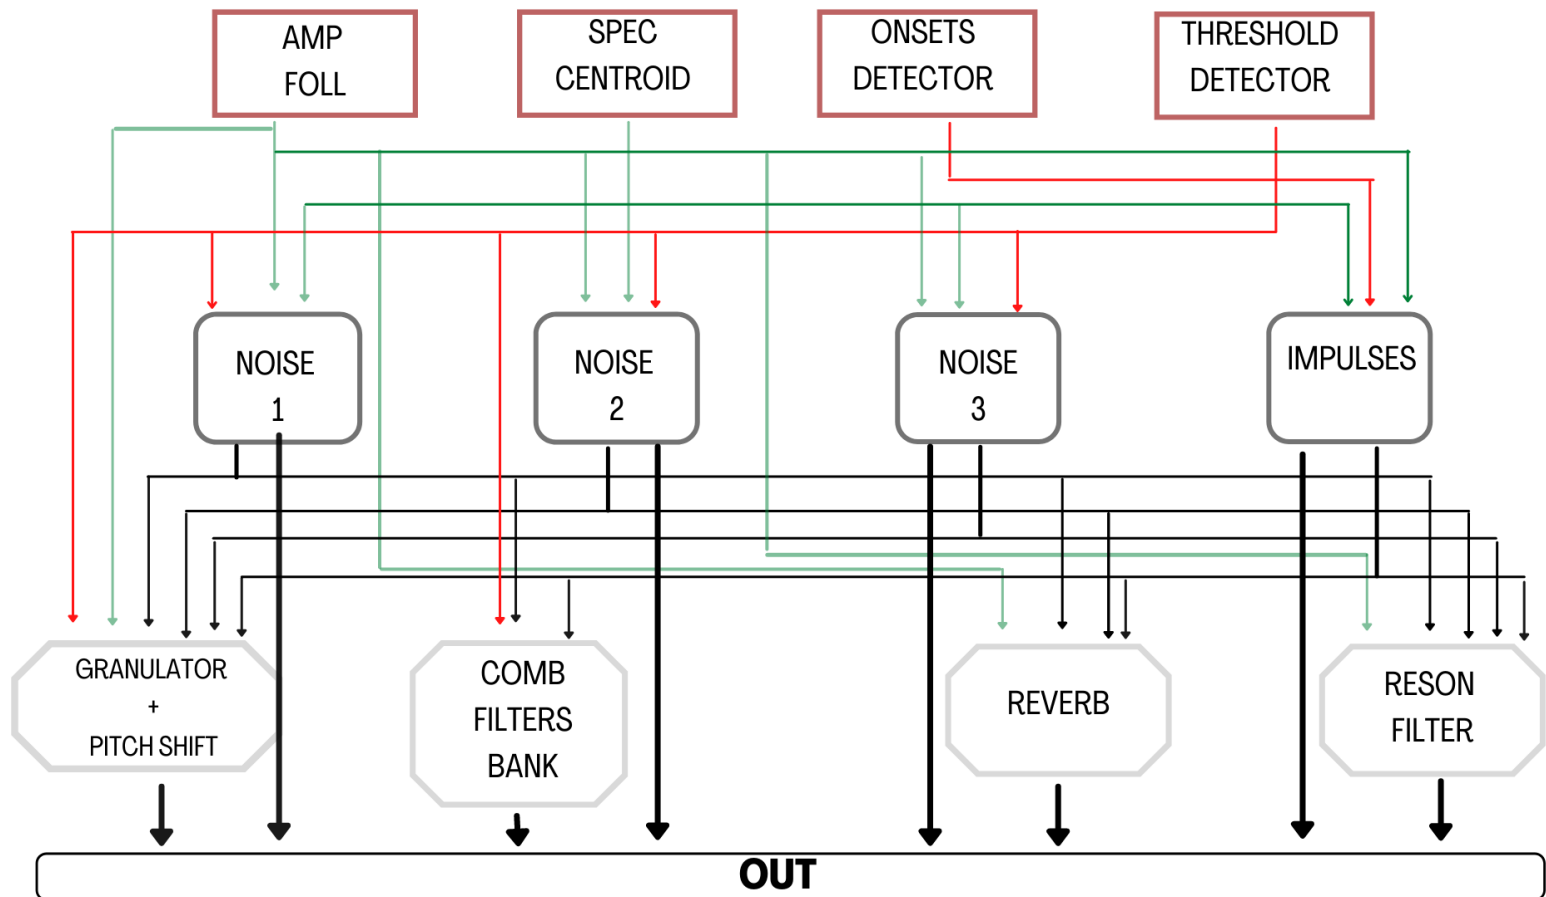 AMP
FOLL
SPEC
CENTROID
ONSETS
DETECTOR
THRESHOLD
DETECTOR
NOISE
1
NOISE
2
NOISE
3
IMPULSES
GRANULATOR
+
PITCH SHIFT
COMB
FILTERS
BANK
REVERB
RESON
FILTER
OUT